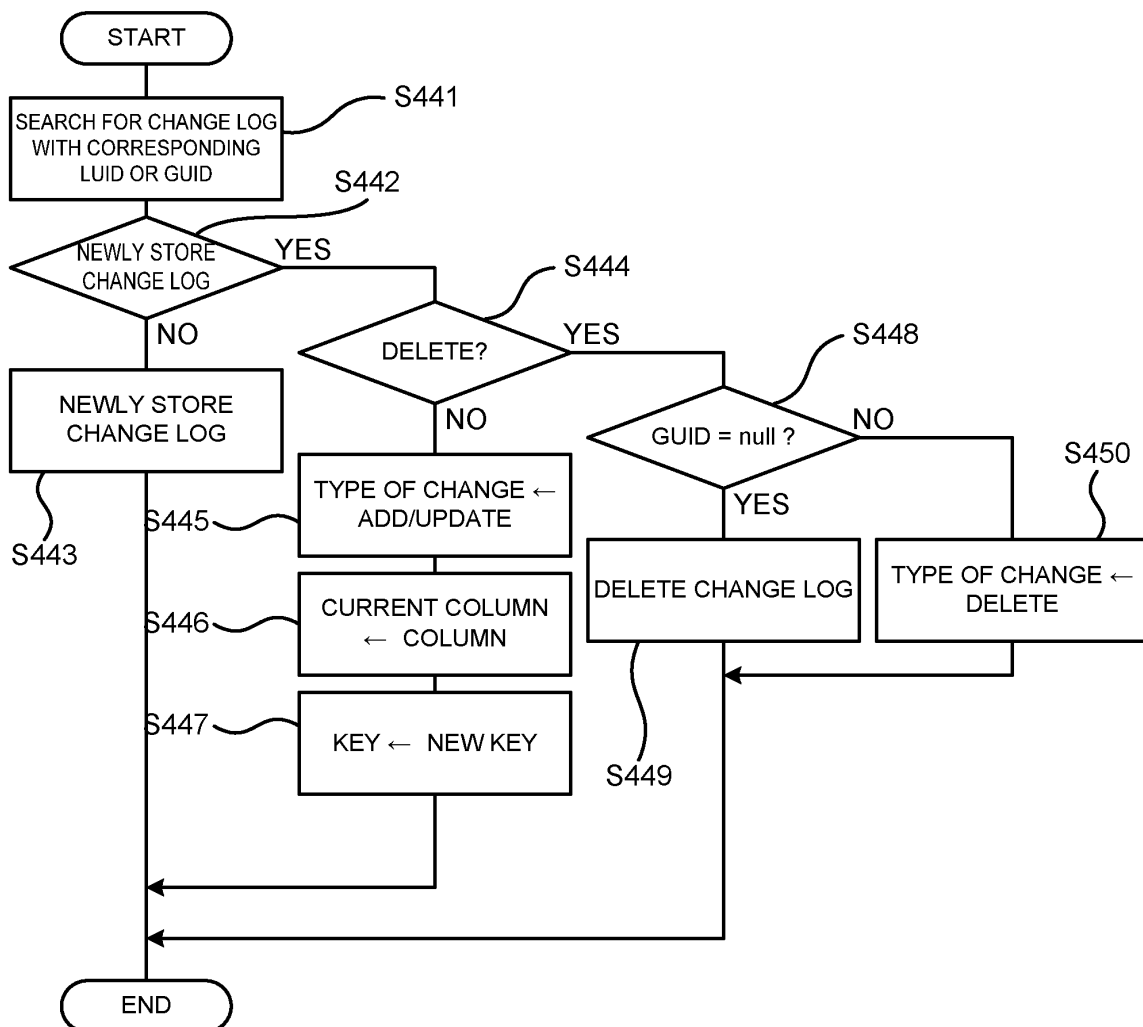 START
S441
SEARCH FOR CHANGE LOG
WITH CORRESPONDING
LUID OR GUID
S442
NEWLY STORE
CHANGE LOG
YES
NO
S444
DELETE?
YES
NO
S448
GUID = null ?
NO
YES
NEWLY STORE
CHANGE LOG
S443
TYPE OF CHANGE ←
ADD/UPDATE
S445
S450
DELETE CHANGE LOG
TYPE OF CHANGE ←
DELETE
CURRENT COLUMN
← COLUMN
S446
S447
KEY ← NEW KEY
S449
END